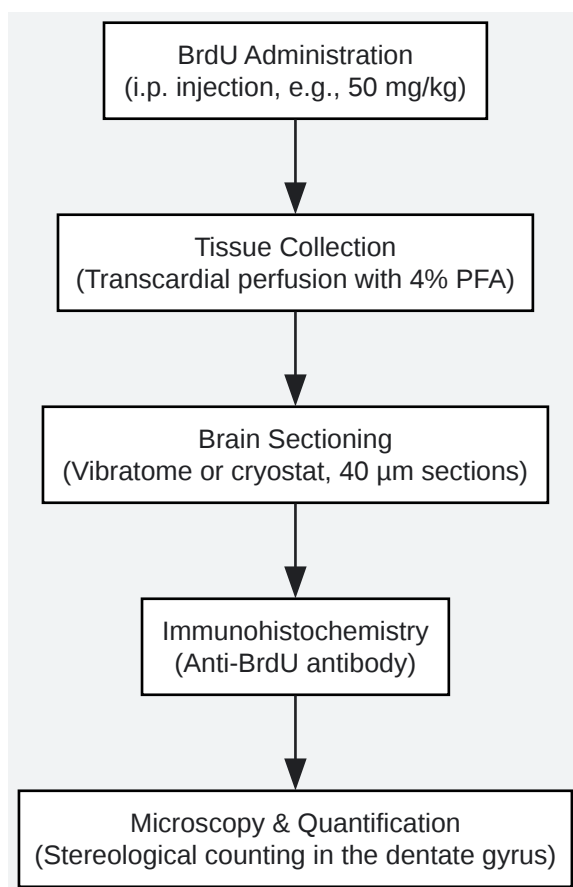 BrdU Administration
(i.p. injection, e.g., 50 mg/kg)
Tissue Collection
(Transcardial perfusion with 4% PFA)
Brain Sectioning
(Vibratome or cryostat, 40 µm sections)
Immunohistochemistry
(Anti-BrdU antibody)
Microscopy & Quantification
(Stereological counting in the dentate gyrus)